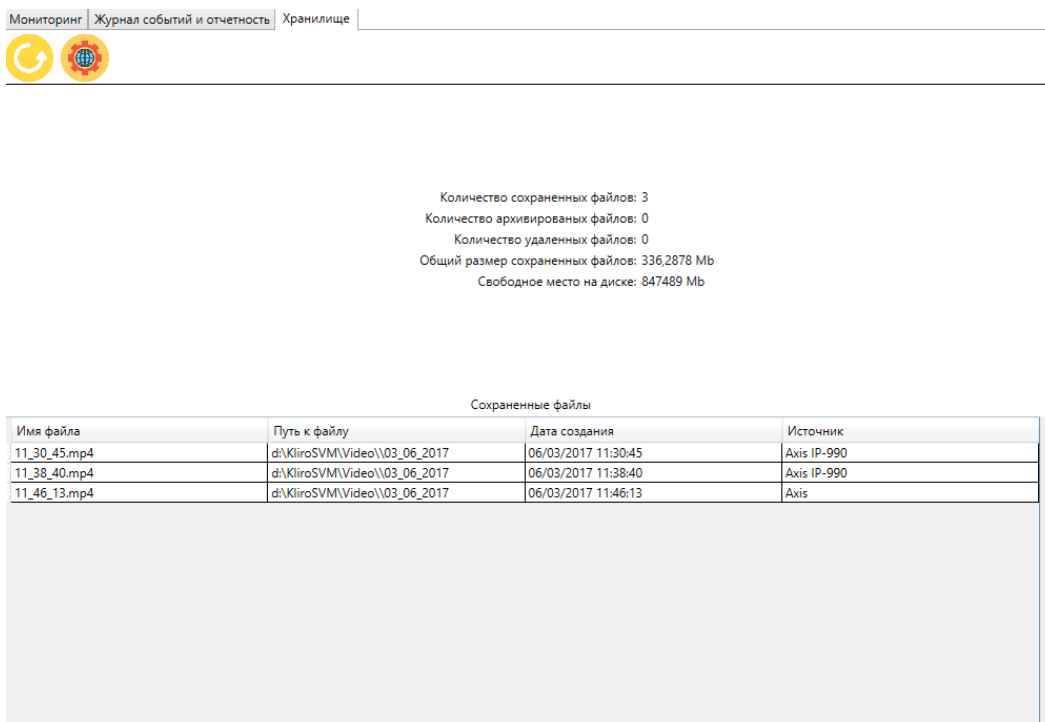 Мониторинг Журнал событий и отчетность Хранилище
Количество сохраненных файлов: 3
Количество архивированых файлов: 0
Количество удаленных файлов: 0
Общий размер сохраненных файлов: 336,2878 Mb
Свободное место на диске: 847489 Mb
Сохраненные файлы
Имя файла Путь к файлу Дата создания Источник
11_30_45.mp4 d:\KliroSVM\Video\\03_06_2017 06/03/2017 11:30:45 Axis IP-990
11_38_40.mp4 d:\KliroSVM\Video\\03_06_2017 06/03/2017 11:38:40 Axis IP-990
11_46_13.mp4 d:\KliroSVM\Video\\03_06_2017 06/03/2017 11:46:13 Axis